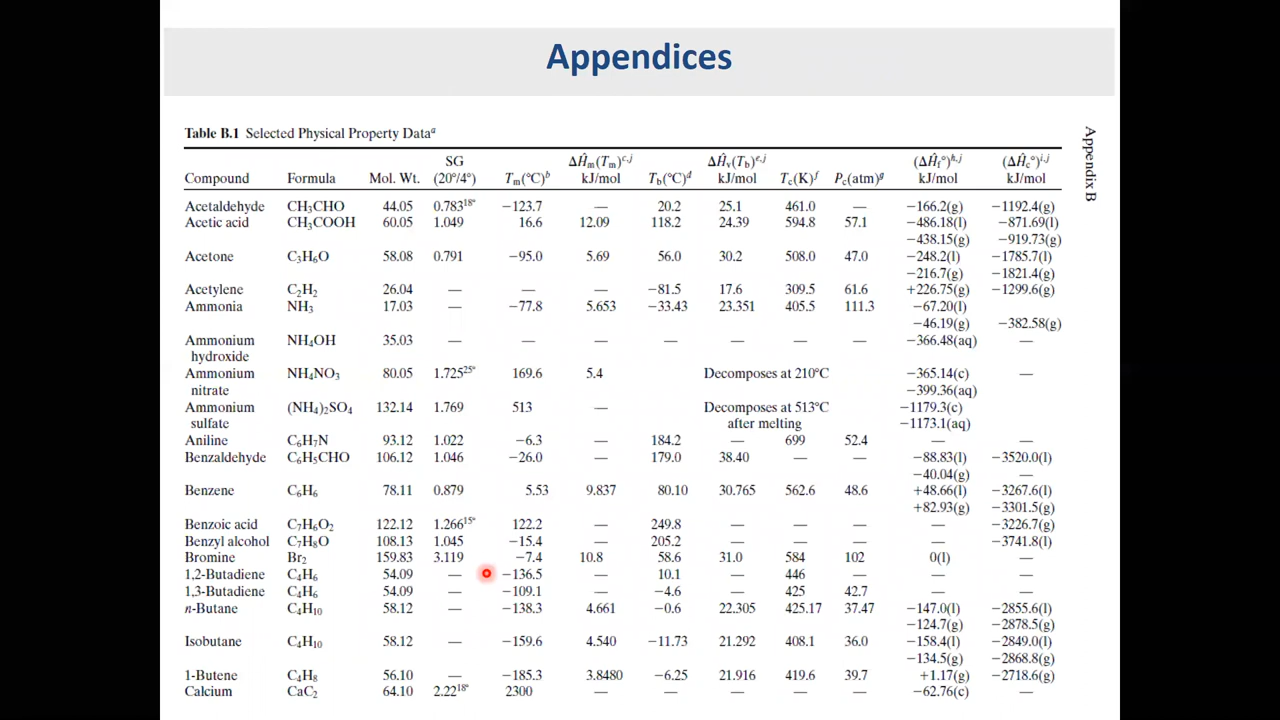 Appendices
Table B.1 Selected Physical Property Dataᵃ
Appendix B
SG ΔĤm(Tm)ᶜ,ʲ ΔĤv(Tb)ᵉ,ʲ (ΔĤf°)ʰ,ʲ (ΔĤc°)ⁱ,ʲ
Compound Formula Mol. Wt. (20°/4°) Tm(°C)ᵇ kJ/mol Tb(°C)ᵈ kJ/mol Tc(K)ᶠ Pc(atm)ᵍ kJ/mol kJ/mol
Acetaldehyde CH₃CHO 44.05 0.783¹⁸° −123.7 — 20.2 25.1 461.0 — −166.2(g) −1192.4(g)
Acetic acid CH₃COOH 60.05 1.049 16.6 12.09 118.2 24.39 594.8 57.1 −486.18(l) −871.69(l)
−438.15(g) −919.73(g)
Acetone C₃H₆O 58.08 0.791 −95.0 5.69 56.0 30.2 508.0 47.0 −248.2(l) −1785.7(l)
−216.7(g) −1821.4(g)
Acetylene C₂H₂ 26.04 — — — −81.5 17.6 309.5 61.6 +226.75(g) −1299.6(g)
Ammonia NH₃ 17.03 — −77.8 5.653 −33.43 23.351 405.5 111.3 −67.20(l)
−46.19(g) −382.58(g)
Ammonium NH₄OH 35.03 — — — — — — — −366.48(aq) —
hydroxide
Ammonium NH₄NO₃ 80.05 1.725²⁵° 169.6 5.4 Decomposes at 210°C −365.14(c) —
nitrate −399.36(aq)
Ammonium (NH₄)₂SO₄ 132.14 1.769 513 — Decomposes at 513°C −1179.3(c)
sulfate after melting −1173.1(aq) —
Aniline C₆H₇N 93.12 1.022 −6.3 — 184.2 — 699 52.4 — —
Benzaldehyde C₆H₅CHO 106.12 1.046 −26.0 — 179.0 38.40 — — −88.83(l) −3520.0(l)
−40.04(g) —
Benzene C₆H₆ 78.11 0.879 5.53 9.837 80.10 30.765 562.6 48.6 +48.66(l) −3267.6(l)
+82.93(g) −3301.5(g)
Benzoic acid C₇H₆O₂ 122.12 1.266¹⁵° 122.2 — 249.8 — — — — −3226.7(g)
Benzyl alcohol C₇H₈O 108.13 1.045 −15.4 — 205.2 — — — — −3741.8(l)
Bromine Br₂ 159.83 3.119 −7.4 10.8 58.6 31.0 584 102 0(l) —
1,2-Butadiene C₄H₆ 54.09 — −136.5 — 10.1 — 446 — — —
1,3-Butadiene C₄H₆ 54.09 — −109.1 — −4.6 — 425 42.7 — —
n-Butane C₄H₁₀ 58.12 — −138.3 4.661 −0.6 22.305 425.17 37.47 −147.0(l) −2855.6(l)
−124.7(g) −2878.5(g)
Isobutane C₄H₁₀ 58.12 — −159.6 4.540 −11.73 21.292 408.1 36.0 −158.4(l) −2849.0(l)
−134.5(g) −2868.8(g)
1-Butene C₄H₈ 56.10 — −185.3 3.8480 −6.25 21.916 419.6 39.7 +1.17(g) −2718.6(g)
Calcium CaC₂ 64.10 2.22¹⁸° 2300 — — — — — −62.76(c) —